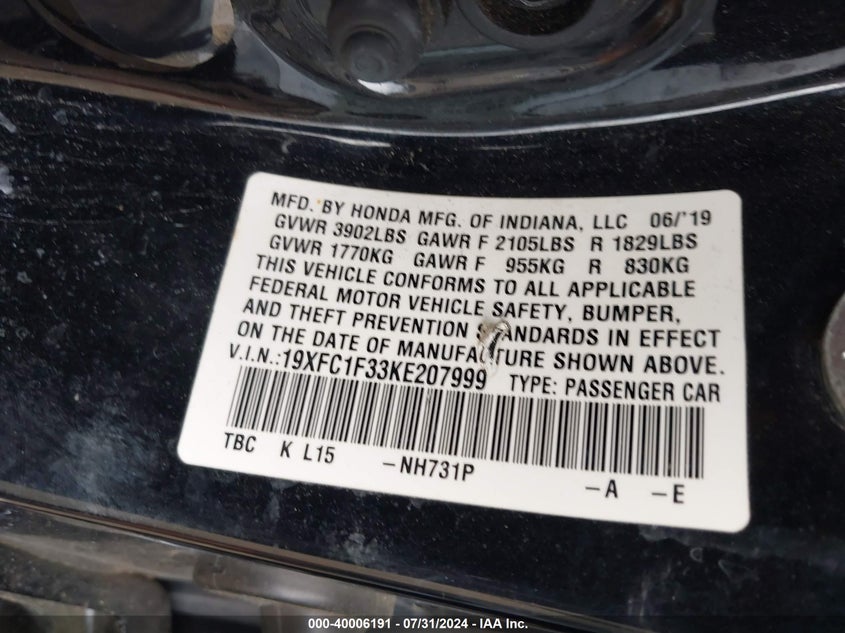 MFD. BY HONDA MFG. OF INDIANA, LLC 06/'19
GVWR 3902LBS GAWR F 2105LBS R 1829LBS
GVWR 1770KG GAWR F 955KG R 830KG
THIS VEHICLE CONFORMS TO ALL APPLICABLE
FEDERAL MOTOR VEHICLE SAFETY, BUMPER,
AND THEFT PREVENTION STANDARDS IN EFFECT
ON THE DATE OF MANUFACTURE SHOWN ABOVE.
V.I.N.:19XFC1F33KE207999 TYPE: PASSENGER CAR
TBC K L15 -NH731P -A -E
000-40006191 - 07/31/2024 - IAA Inc.